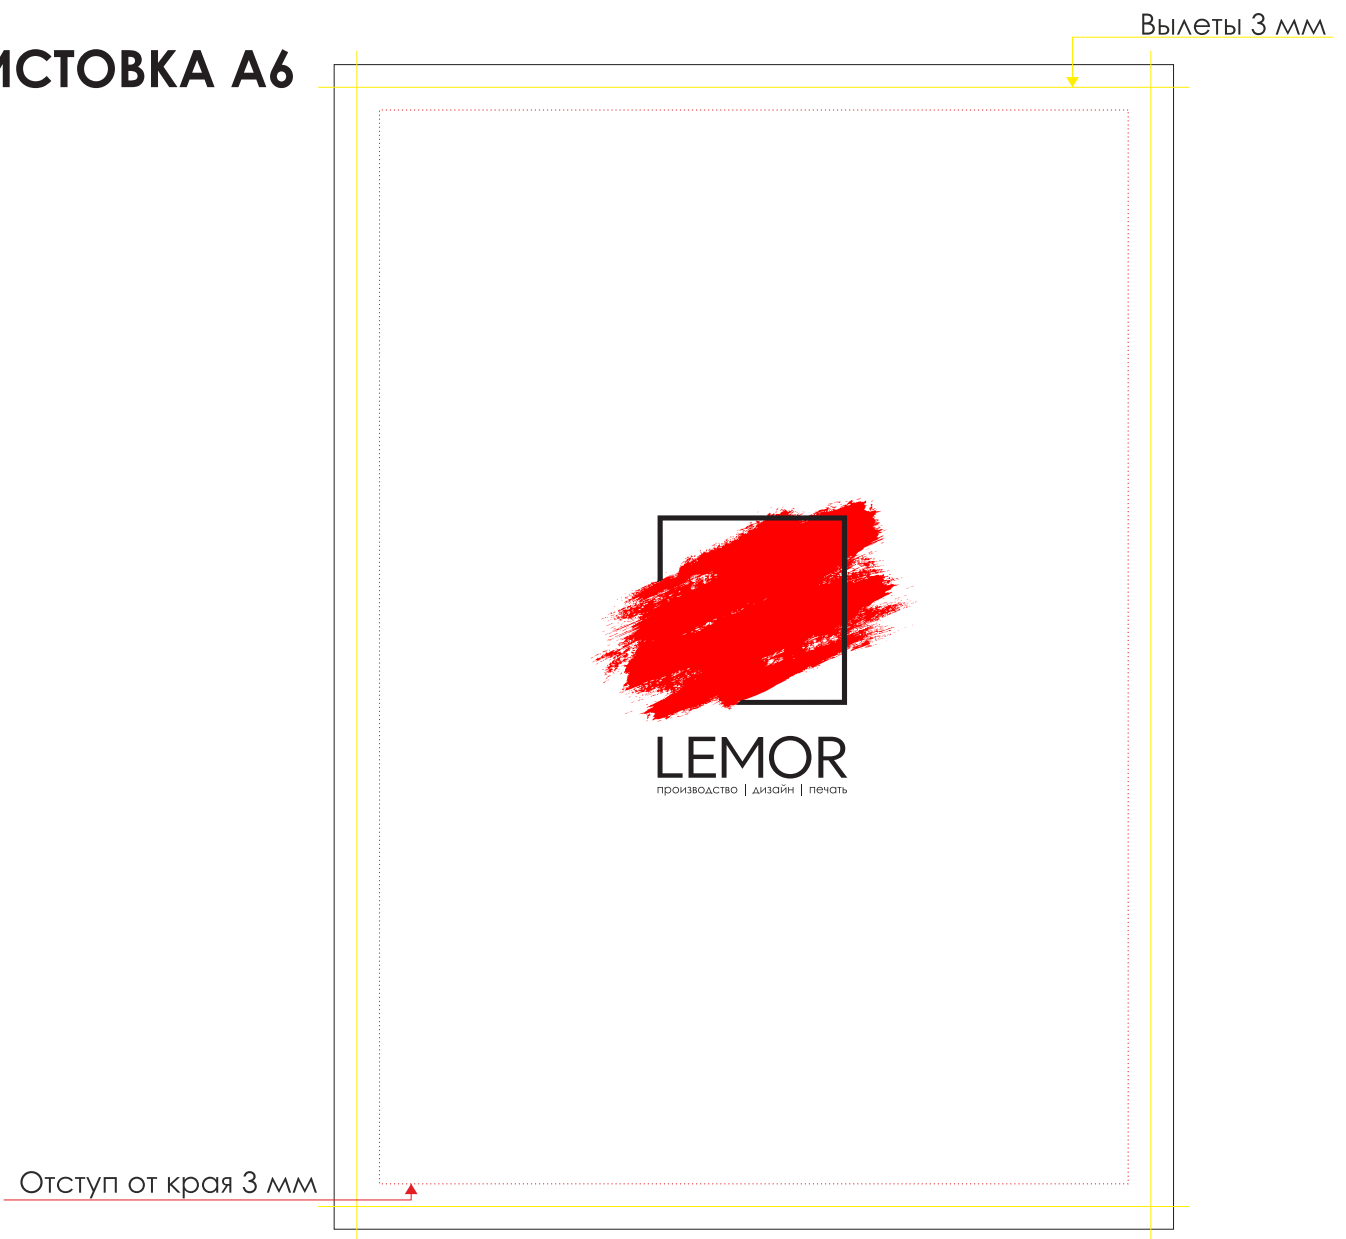 Вылеты 3 мм
ИСТОВКА А6
LEMOR
производство | дизайн | печать
Отступ от края 3 мм